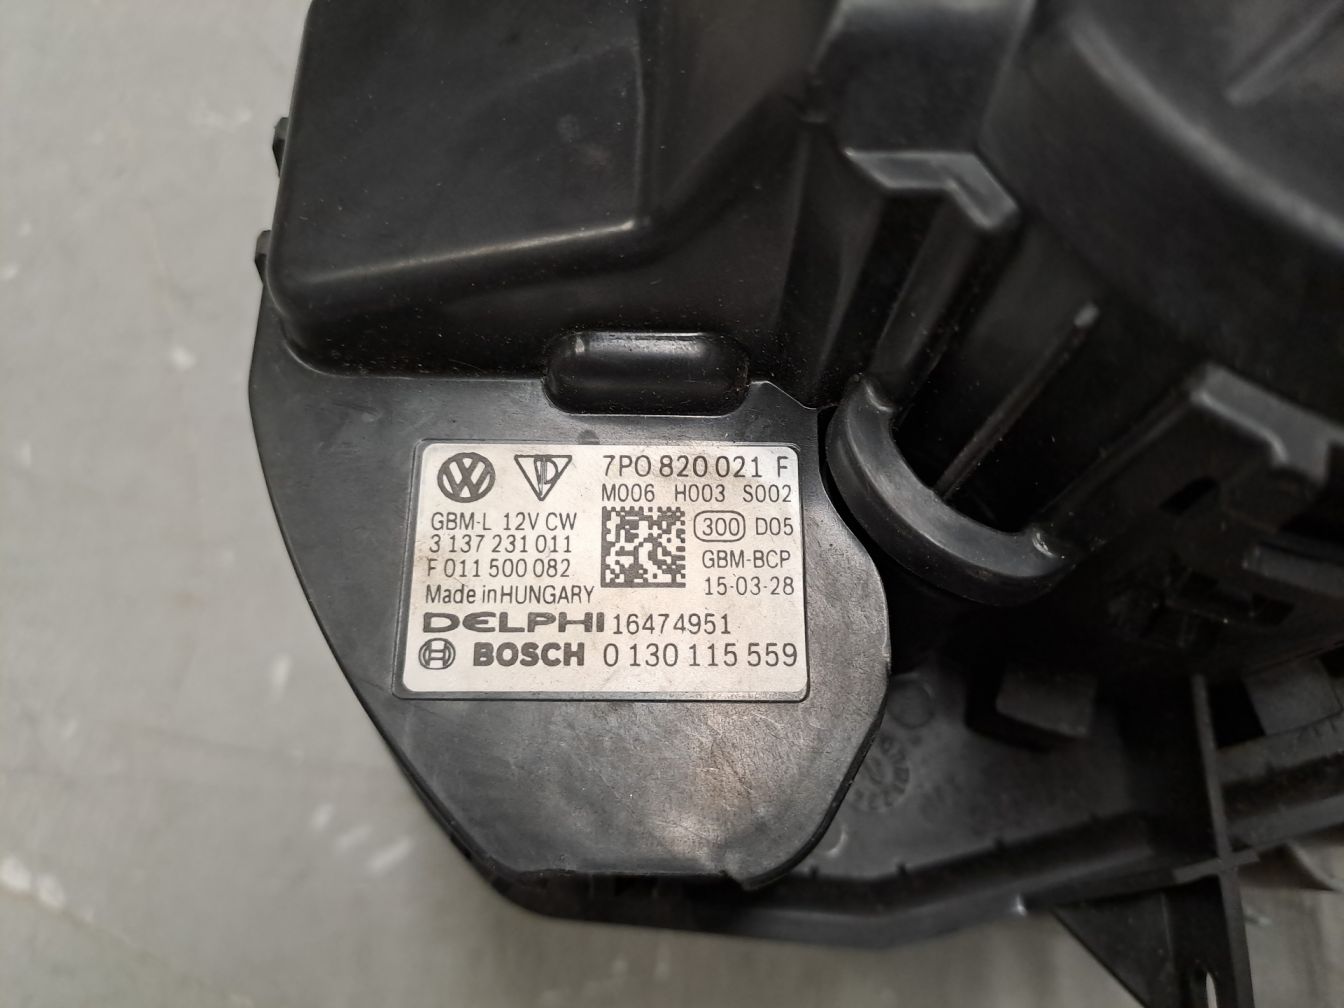 7P0 820 021 F
M006 H003 S002
GBM-L 12V CW
300 D05
3 137 231 011
GBM-BCP
F 011 500 082
15-03-28
Made in HUNGARY
DELPHI 16474951
BOSCH 0 130 115 559